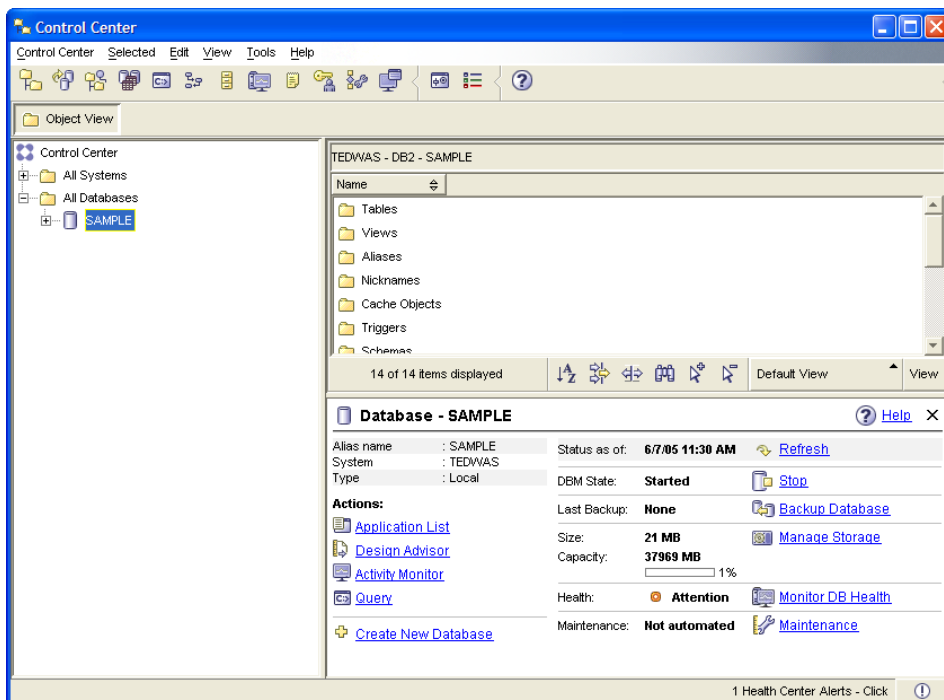 Control Center
Control Center Selected Edit View Tools Help
Object View
Control Center
All Systems
All Databases
SAMPLE
TEDWAS - DB2 - SAMPLE
Name
Tables
Views
Aliases
Nicknames
Cache Objects
Triggers
Schemas
14 of 14 items displayed
Default View
View
Database - SAMPLE
Help
Alias name : SAMPLE
System : TEDWAS
Type : Local
Actions:
Application List
Design Advisor
Activity Monitor
Query
Create New Database
Status as of: 6/7/05 11:30 AM Refresh
DBM State: Started Stop
Last Backup: None Backup Database
Size: 21 MB Manage Storage
Capacity: 37969 MB
1%
Health: Attention Monitor DB Health
Maintenance: Not automated Maintenance
1 Health Center Alerts - Click